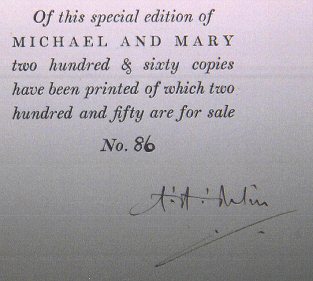 Of this special edition of
MICHAEL AND MARY
two hundred & sixty copies
have been printed of which two
hundred and fifty are for sale
No. 86